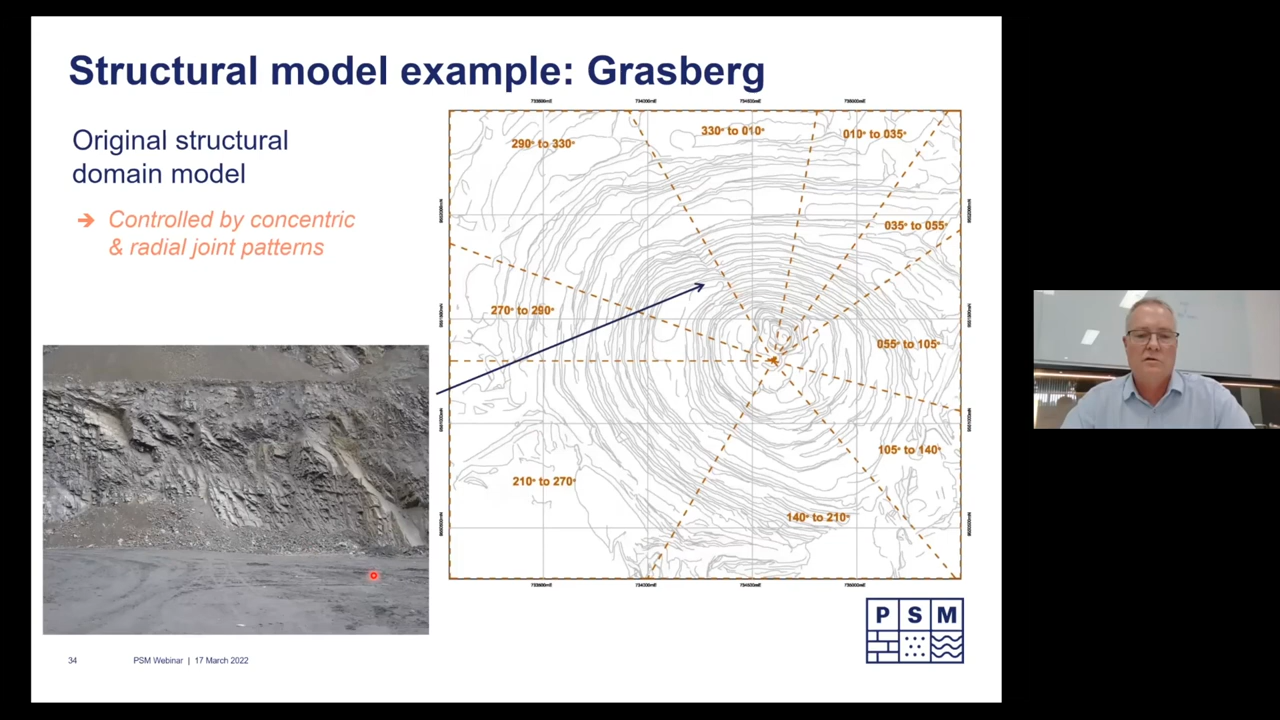 Structural model example: Grasberg
Original structural
domain model
➔ Controlled by concentric
& radial joint patterns
290° to 330°
330° to 010°
010° to 035°
035° to 055°
270° to 290°
055° to 105°
105° to 140°
210° to 270°
140° to 210°
P S M
34
PSM Webinar | 17 March 2022